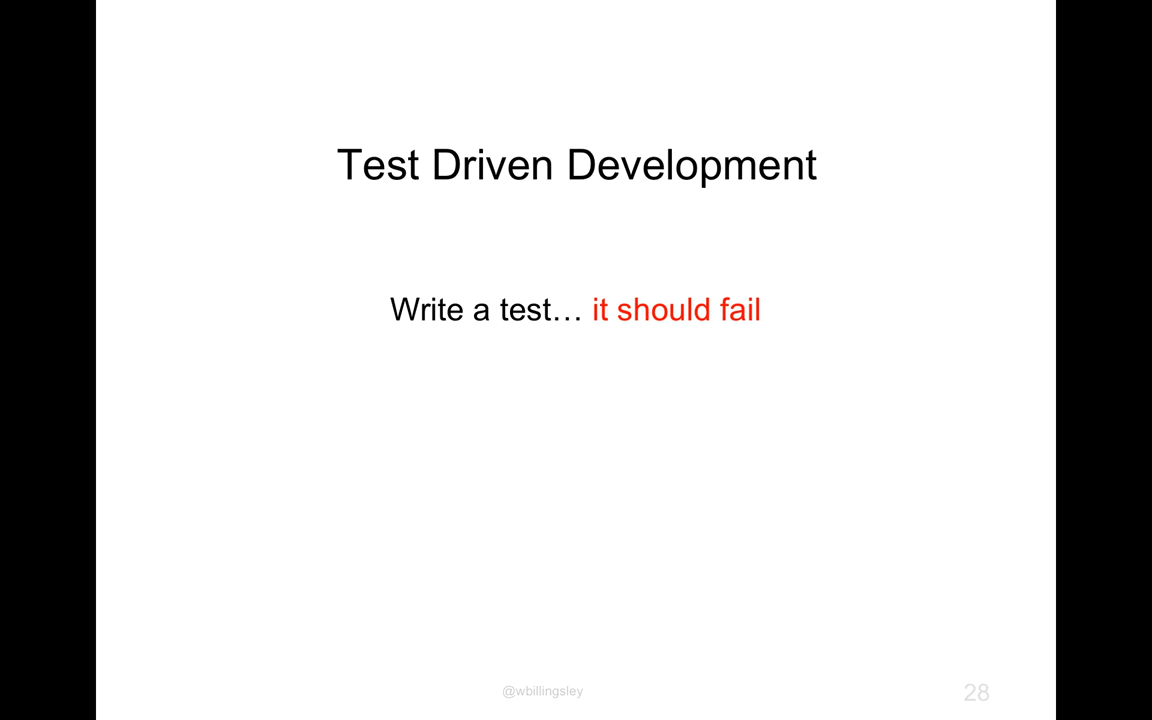 Test Driven Development
Write a test… it should fail
@wbillingsley
28